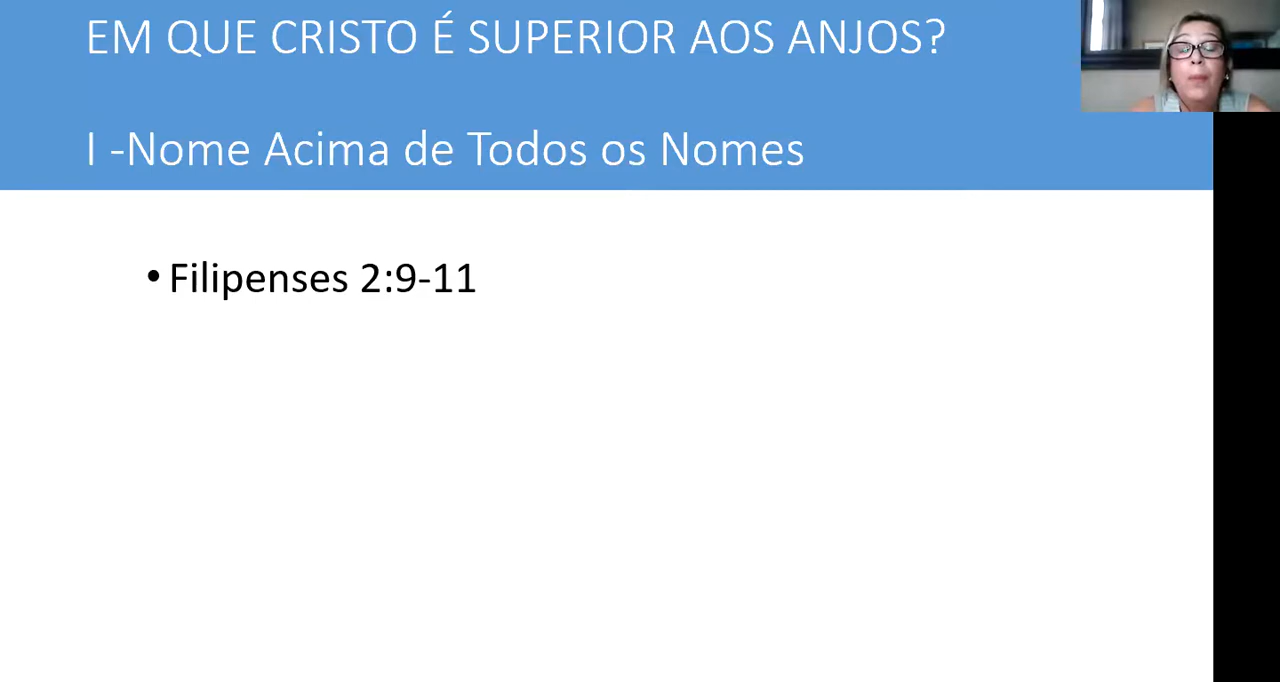 EM QUE CRISTO É SUPERIOR AOS ANJOS?
I -Nome Acima de Todos os Nomes
• Filipenses 2:9-11